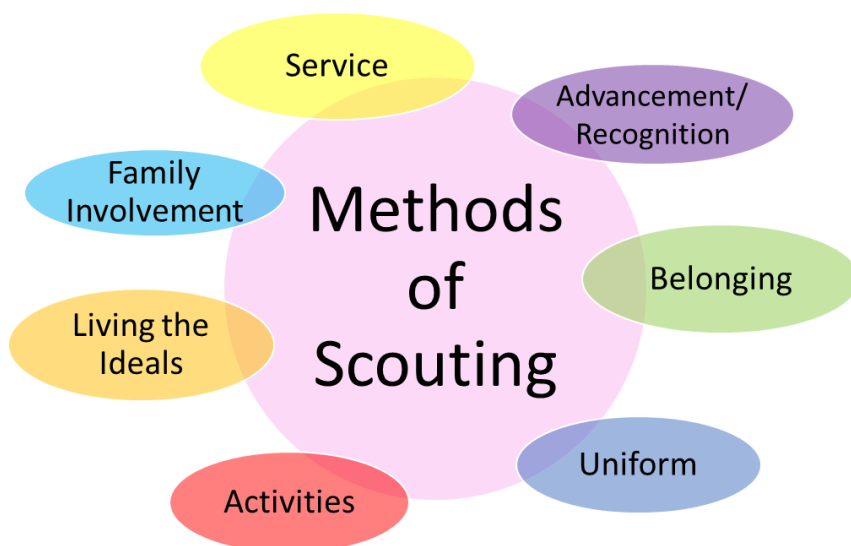 Service
Advancement/
Recognition
Family
Involvement
Methods
of
Scouting
Belonging
Living the
Ideals
Uniform
Activities